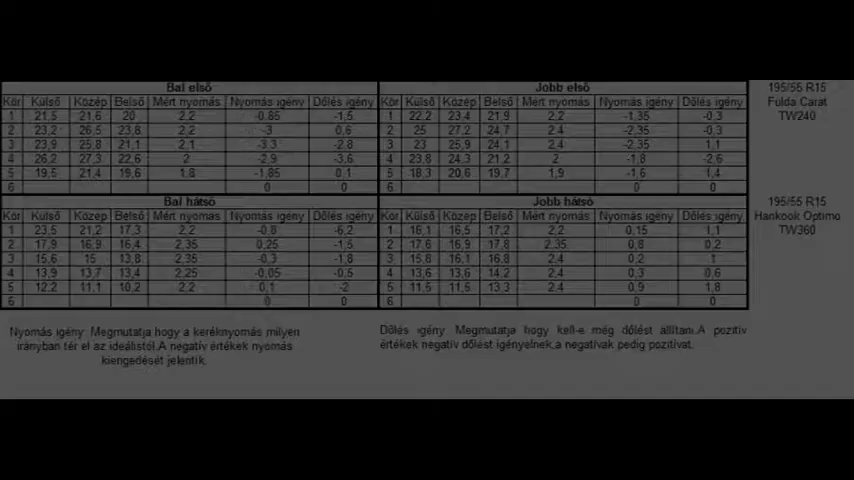 Bal első Jobb első 195/55 R15
Kör Külső Közép Belső Mért nyomás Nyomás igény Dőlés igény Kör Külső Közép Belső Mért nyomás Nyomás igény Dőlés igény Fulda Carat
1 21,5 21,6 20 2,2 -0,85 -1,5 1 22,2 23,4 21,9 2,2 -1,35 -0,3 TW240
2 23,2 26,5 23,8 2,2 -3 0,6 2 25 27,2 24,7 2,4 -2,35 -0,3
3 23,9 25,8 21,1 2,1 -3,3 -2,8 3 23 25,9 24,1 2,4 -2,35 1,1
4 26,2 27,3 22,6 2 -2,9 -3,6 4 23,8 24,3 21,2 2 -1,8 -2,6
5 19,5 21,4 19,6 1,8 -1,85 0,1 5 18,3 20,6 19,7 1,9 -1,6 1,4
6 0 0 6 0 0
Bal hátsó Jobb hátsó 195/55 R15
Kör Külső Közép Belső Mért nyomás Nyomás igény Dőlés igény Kör Külső Közép Belső Mért nyomás Nyomás igény Dőlés igény Hankook Optimo
1 23,5 21,2 17,3 2,2 -0,8 -6,2 1 16,1 16,5 17,2 2,2 0,15 1,1 TW360
2 17,9 16,9 16,4 2,35 0,25 -1,5 2 17,6 16,9 17,8 2,35 0,8 0,2
3 15,6 15 13,8 2,35 -0,3 -1,8 3 15,8 16,1 16,8 2,4 0,2 1
4 13,9 13,7 13,4 2,25 -0,05 -0,5 4 13,6 13,6 14,2 2,4 0,3 0,6
5 12,2 11,1 10,2 2,2 0,1 -2 5 11,5 11,5 13,3 2,4 0,9 1,8
6 0 0 6 0 0
Nyomás igény: Megmutatja hogy a keréknyomás milyen
irányban tér el az ideálistól.A negatív értékek nyomás
kiengedését jelentik.
Dőlés igény: Megmutatja hogy kell-e még dőlést állítani.A pozitív
értékek negatív dőlést igényelnek,a negatívak pedig pozitívat.